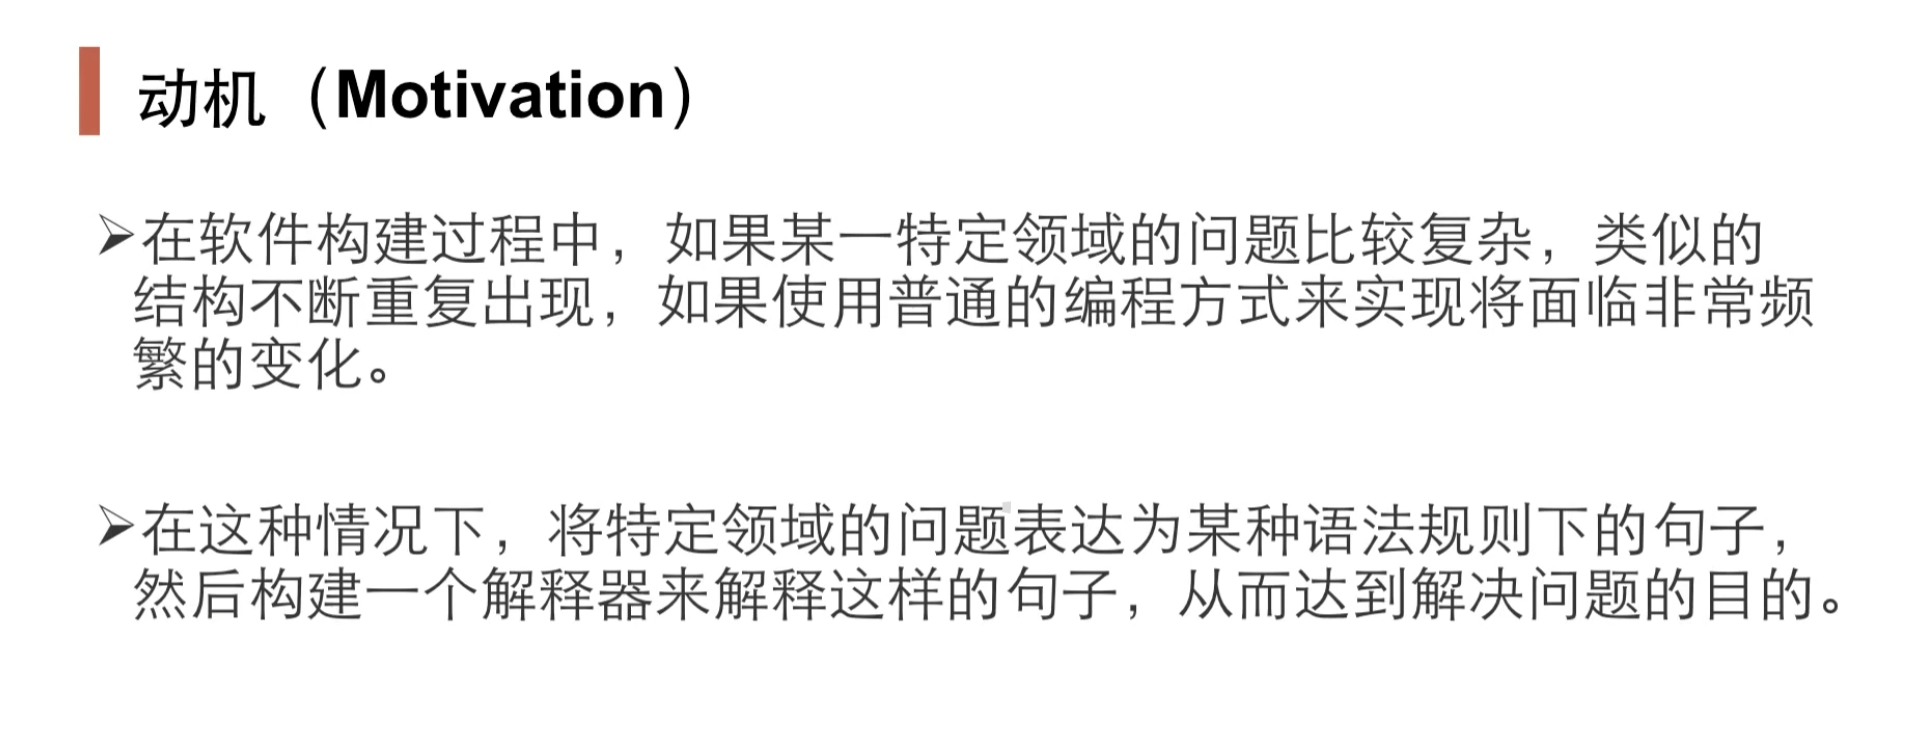 动机（Motivation）
➢在软件构建过程中，如果某一特定领域的问题比较复杂，类似的
结构不断重复出现，如果使用普通的编程方式来实现将面临非常频
繁的变化。
➢在这种情况下，将特定领域的问题表达为某种语法规则下的句子，
然后构建一个解释器来解释这样的句子，从而达到解决问题的目的。